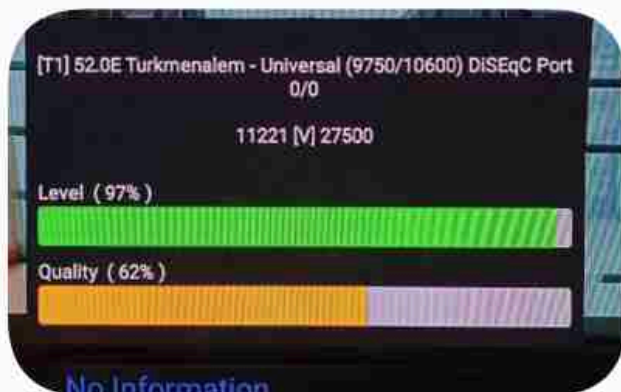 [T1] 52.0E Turkmenalem - Universal (9750/10600) DiSEqC Port
0/0
11221 [V] 27500
Level ( 97% )
Quality ( 62% )
No Information